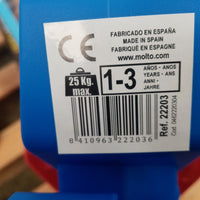 FABRICADO EN ESPAÑA
MADE IN SPAIN
FABRIQUÉ EN ESPAGNE
www.molto.com
CE
25 Kg.
max.
1-3
AÑOS - ANOS
YEARS - ANS
ANNI -
JAHRE
8 410963 222036
Ref. 22203